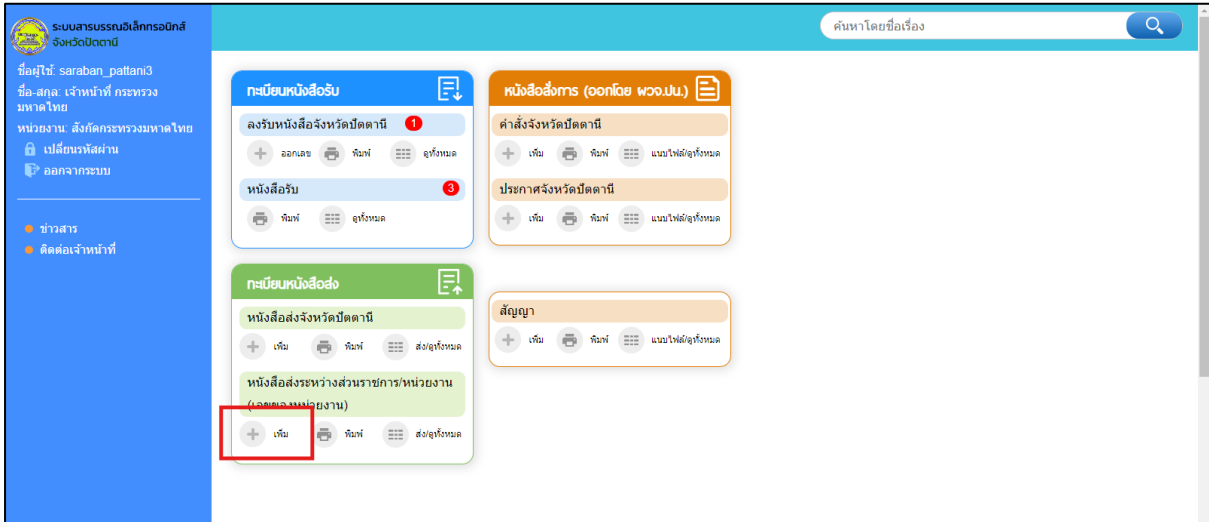 ระบบสารบรรณอิเล็กทรอนิกส์
จังหวัดปัตตานี
ค้นหาโดยชื่อเรื่อง
ชื่อผู้ใช้: saraban_pattani3
ชื่อ-สกุล: เจ้าหน้าที่ กระทรวง
มหาดไทย
หน่วยงาน: สังกัดกระทรวงมหาดไทย
เปลี่ยนรหัสผ่าน
ออกจากระบบ
ข่าวสาร
ติดต่อเจ้าหน้าที่
ทะเบียนหนังสือรับ
ลงรับหนังสือจังหวัดปัตตานี 1
ออกเลข พิมพ์ ดูทั้งหมด
หนังสือรับ 3
พิมพ์ ดูทั้งหมด
หนังสือสั่งการ (ออกโดย ผวจ.ปน.)
คำสั่งจังหวัดปัตตานี
เพิ่ม พิมพ์ แนบไฟล์/ดูทั้งหมด
ประกาศจังหวัดปัตตานี
เพิ่ม พิมพ์ แนบไฟล์/ดูทั้งหมด
ทะเบียนหนังสือส่ง
หนังสือส่งจังหวัดปัตตานี
เพิ่ม พิมพ์ ส่ง/ดูทั้งหมด
หนังสือส่งระหว่างส่วนราชการ/หน่วยงาน
(เลขของหน่วยงาน)
เพิ่ม พิมพ์ ส่ง/ดูทั้งหมด
สัญญา
เพิ่ม พิมพ์ แนบไฟล์/ดูทั้งหมด